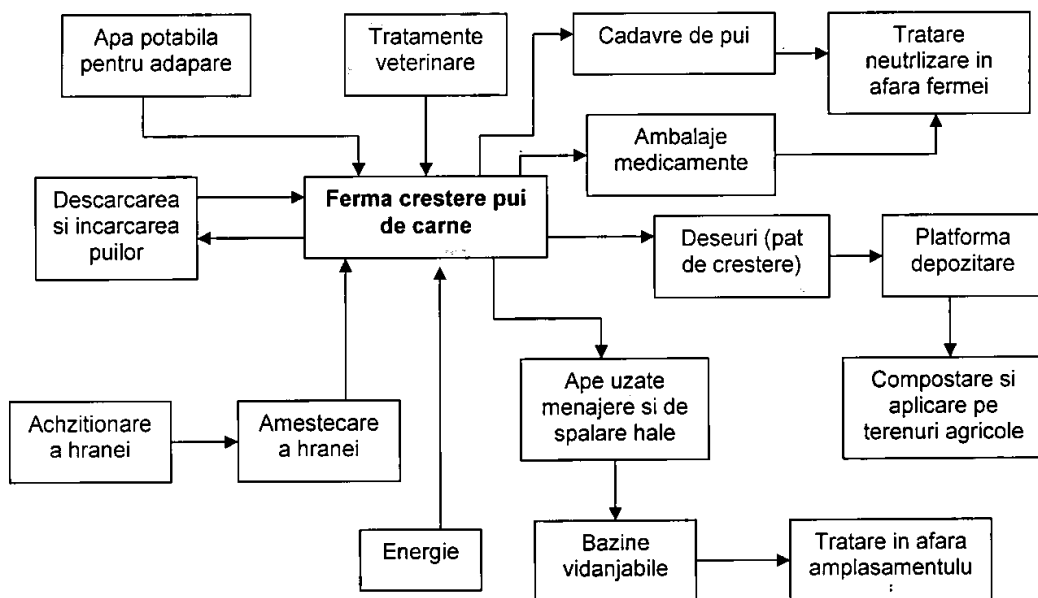 Apa potabila
pentru adapare
Tratamente
veterinare
Cadavre de pui
Tratare
neutrlizare in
afara fermei
Ambalaje
medicamente
Descarcarea
si incarcarea
puilor
Ferma crestere pui
de carne
Deseuri (pat
de crestere)
Platforma
depozitare
Ape uzate
menajere si de
spalare hale
Compostare si
aplicare pe
terenuri agricole
Achzitionare
a hranei
Amestecare
a hranei
Energie
Bazine
vidanjabile
Tratare in afara
amplasamentulu